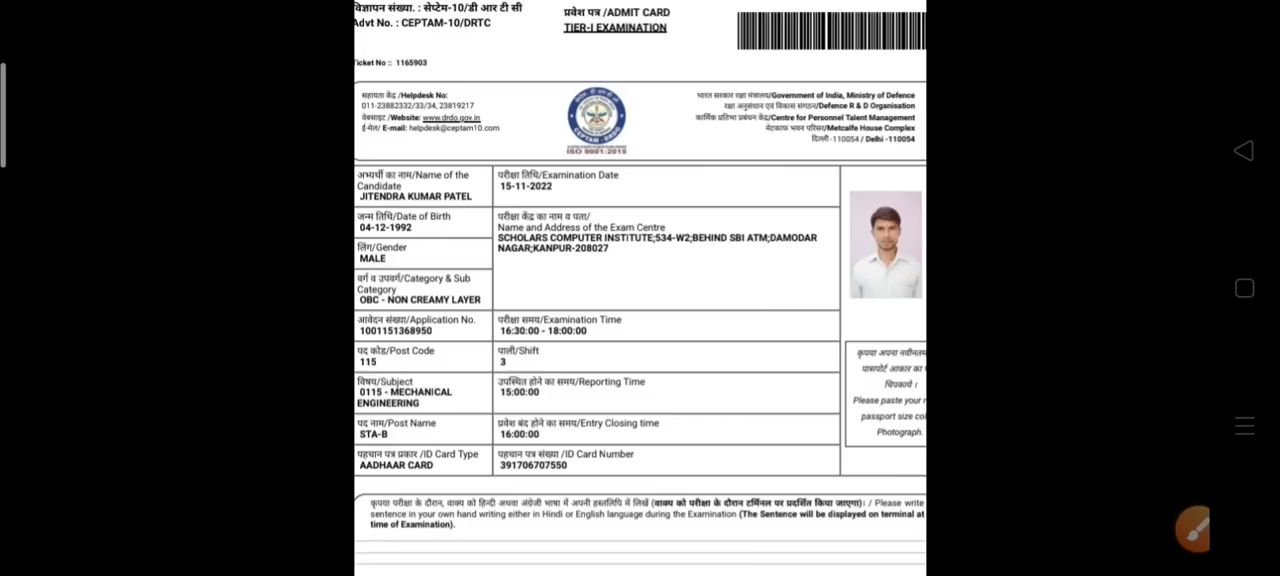 विज्ञापन संख्या. : सेप्टेम-10/डी आर टी सी
Advt No. : CEPTAM-10/DRTC
प्रवेश पत्र /ADMIT CARD
TIER-I EXAMINATION
Ticket No :: 1165903
सहायता केंद्र /Helpdesk No:
011-23882332/33/34, 23819217
वेबसाइट /Website: www.drdo.gov.in
ई-मेल/ E-mail: helpdesk@ceptam10.com
CEPTAM - DRDO
ISO 9001:2015
भारत सरकार रक्षा मंत्रालय/Government of India, Ministry of Defence
रक्षा अनुसंधान एवं विकास संगठन/Defence R & D Organisation
कार्मिक प्रतिभा प्रबंधन केंद्र/Centre for Personnel Talent Management
मेटकाफ भवन परिसर/Metcalfe House Complex
दिल्ली -110054 / Delhi -110054
अभ्यर्थी का नाम/Name of the
Candidate
JITENDRA KUMAR PATEL
परीक्षा तिथि/Examination Date
15-11-2022
जन्म तिथि/Date of Birth
04-12-1992
परीक्षा केंद्र का नाम व पता/
Name and Address of the Exam Centre
SCHOLARS COMPUTER INSTITUTE;534-W2;BEHIND SBI ATM;DAMODAR
NAGAR;KANPUR-208027
लिंग/Gender
MALE
वर्ग व उपवर्ग/Category & Sub
Category
OBC - NON CREAMY LAYER
आवेदन संख्या/Application No.
1001151368950
परीक्षा समय/Examination Time
16:30:00 - 18:00:00
पद कोड/Post Code
115
पाली/Shift
3
विषय/Subject
0115 - MECHANICAL
ENGINEERING
उपस्थित होने का समय/Reporting Time
15:00:00
पद नाम/Post Name
STA-B
प्रवेश बंद होने का समय/Entry Closing time
16:00:00
पहचान पत्र प्रकार /ID Card Type
AADHAAR CARD
पहचान पत्र संख्या /ID Card Number
391706707550
कृपया अपना नवीनतम
पासपोर्ट आकार का
चिपकाये ।
Please paste your
passport size
Photograph.
कृपया परीक्षा के दौरान, वाक्य को हिन्दी अथवा अंग्रेजी भाषा में अपनी हस्तलिपि में लिखें (वाक्य को परीक्षा के दौरान टर्मिनल पर प्रदर्शित किया जाएगा)। / Please write
sentence in your own hand writing either in Hindi or English language during the Examination (The Sentence will be displayed on terminal at
time of Examination).